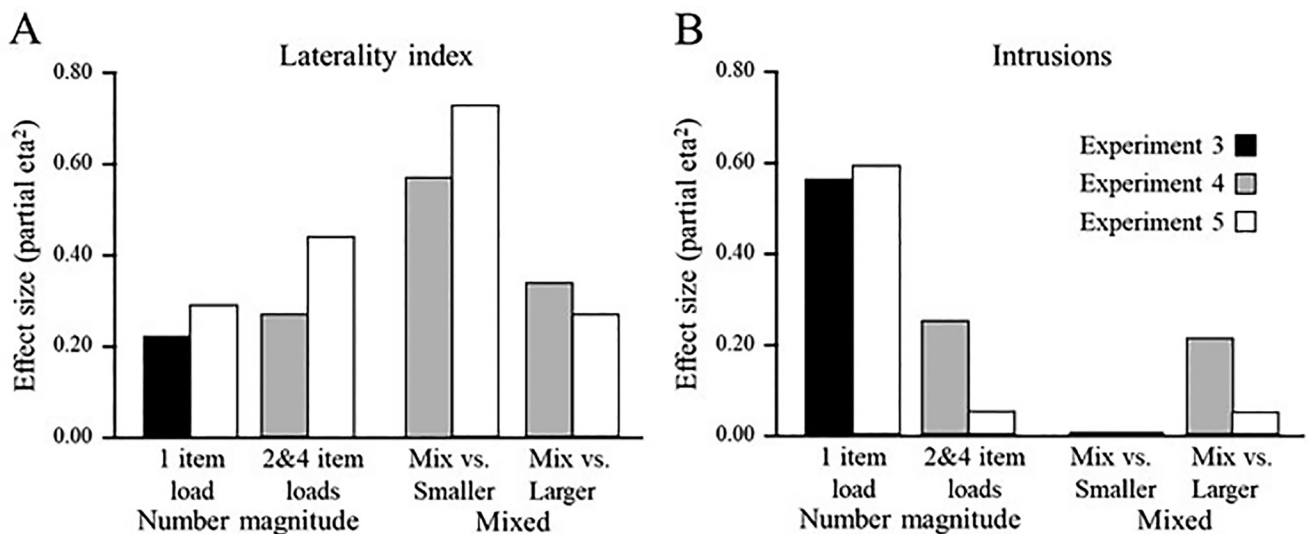 A
Laterality index
Effect size (partial eta²)
0.80
0.60
0.40
0.20
0.00
1 item
load
2&4 item
loads
Mix vs.
Smaller
Mix vs.
Larger
Number magnitude
Mixed
B
Intrusions
Effect size (partial eta²)
0.80
0.60
0.40
0.20
0.00
Experiment 3
Experiment 4
Experiment 5
1 item
load
2&4 item
loads
Mix vs.
Smaller
Mix vs.
Larger
Number magnitude
Mixed